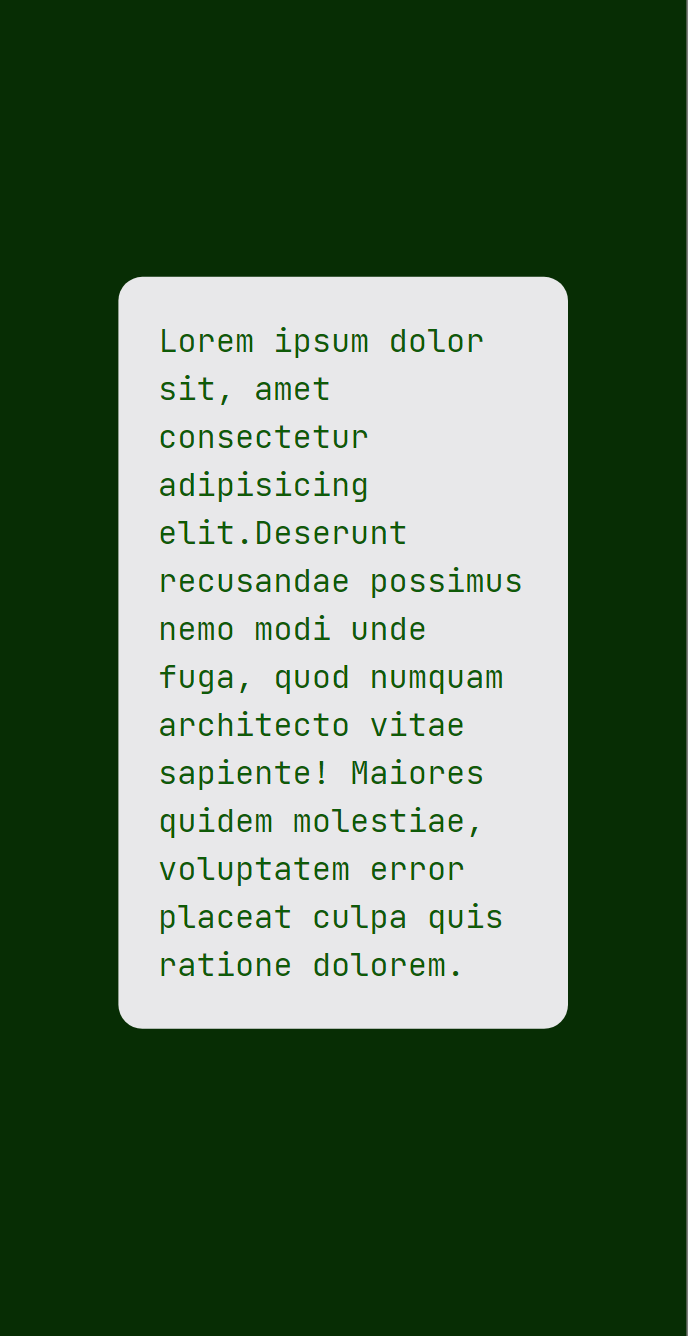 Lorem ipsum dolor
sit, amet
consectetur
adipisicing
elit.Deserunt
recusandae possimus
nemo modi unde
fuga, quod numquam
architecto vitae
sapiente! Maiores
quidem molestiae,
voluptatem error
placeat culpa quis
ratione dolorem.